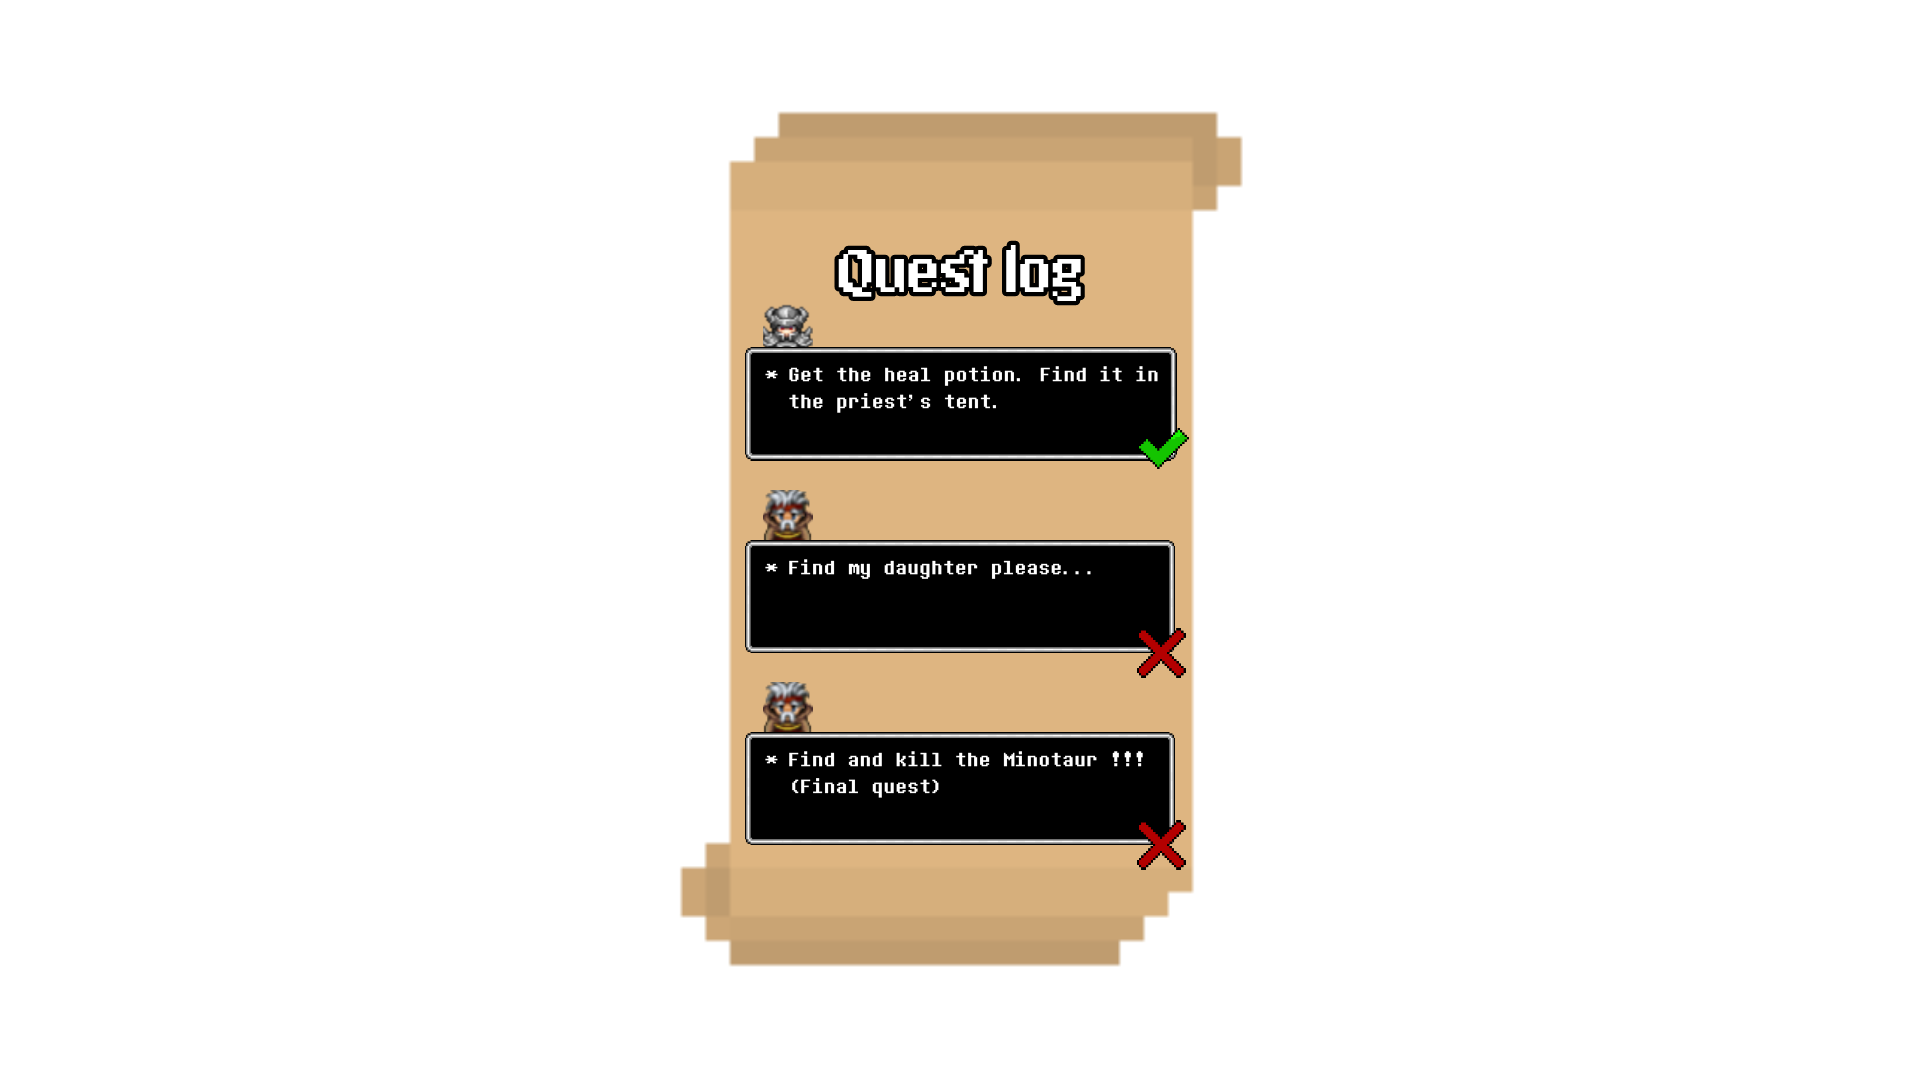 Quest log
* Get the heal potion. Find it in
the priest's tent.
* Find my daughter please...
* Find and kill the Minotaur !!!
(Final quest)